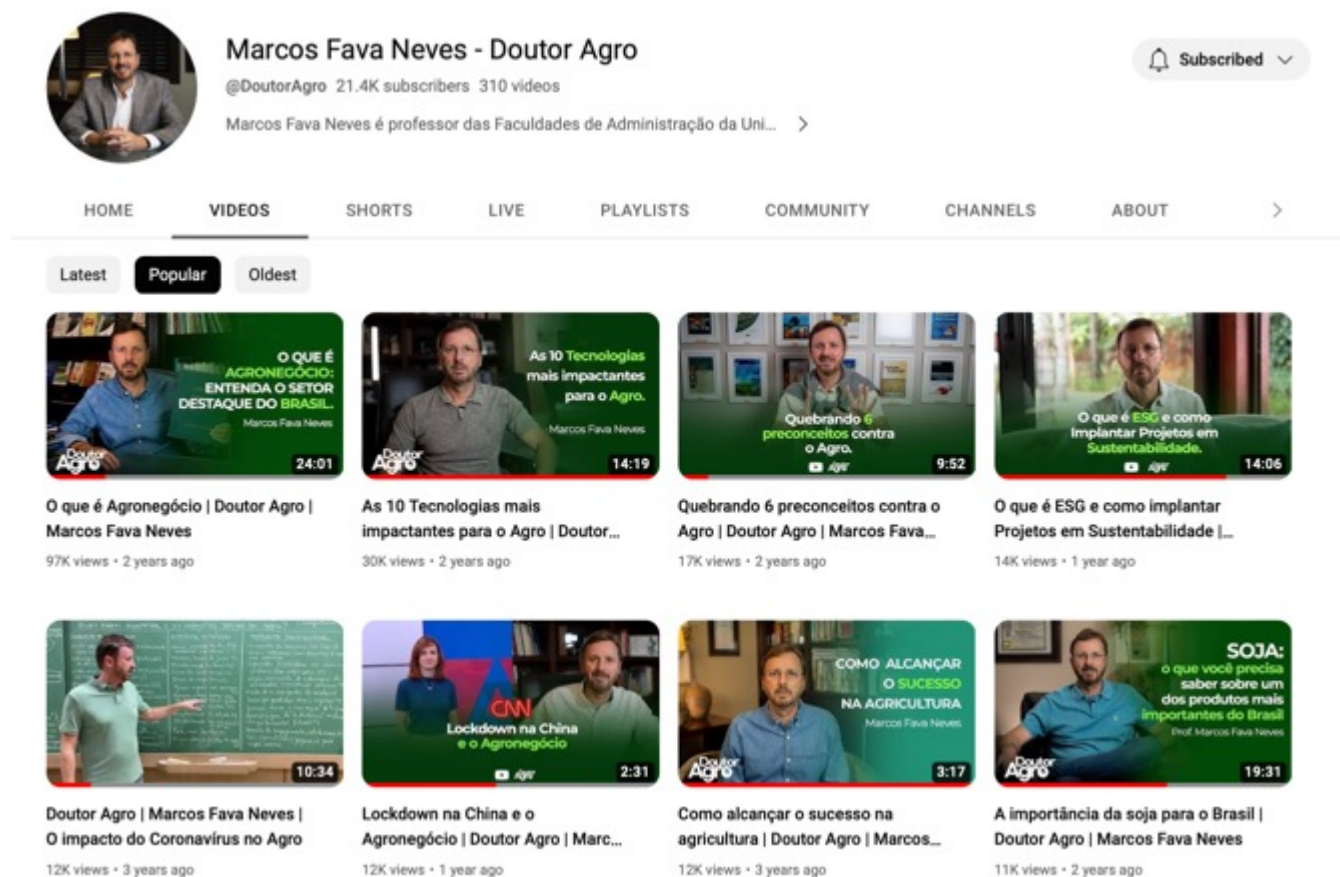 Marcos Fava Neves - Doutor Agro
@DoutorAgro 21.4K subscribers 310 videos
Marcos Fava Neves é professor das Faculdades de Administração da Uni...
Subscribed
HOME VIDEOS SHORTS LIVE PLAYLISTS COMMUNITY CHANNELS ABOUT
Latest Popular Oldest
O QUE É
AGRONEGÓCIO:
ENTENDA O SETOR
DESTAQUE DO BRASIL.
Marcos Fava Neves
Doutor
Agro
24:01
O que é Agronegócio | Doutor Agro |
Marcos Fava Neves
97K views • 2 years ago
As 10 Tecnologias
mais impactantes
para o Agro.
Marcos Fava Neves
Doutor
Agro
14:19
As 10 Tecnologias mais
impactantes para o Agro | Doutor...
30K views • 2 years ago
Quebrando 6
preconceitos contra
o Agro.
9:52
Quebrando 6 preconceitos contra o
Agro | Doutor Agro | Marcos Fava...
17K views • 2 years ago
O que é ESG e como
Implantar Projetos em
Sustentabilidade.
14:06
O que é ESG e como implantar
Projetos em Sustentabilidade |...
14K views • 1 year ago
10:34
Doutor Agro | Marcos Fava Neves |
O impacto do Coronavírus no Agro
12K views • 3 years ago
CNN
Lockdown na China
e o Agronegócio
2:31
Lockdown na China e o
Agronegócio | Doutor Agro | Marc...
12K views • 1 year ago
COMO ALCANÇAR
O SUCESSO
NA AGRICULTURA
Marcos Fava Neves
Doutor
Agro
3:17
Como alcançar o sucesso na
agricultura | Doutor Agro | Marcos...
12K views • 3 years ago
SOJA:
o que você precisa
saber sobre um
dos produtos mais
importantes do Brasil
Prof. Marcos Fava Neves
Doutor
Agro
19:31
A importância da soja para o Brasil |
Doutor Agro | Marcos Fava Neves
11K views • 2 years ago